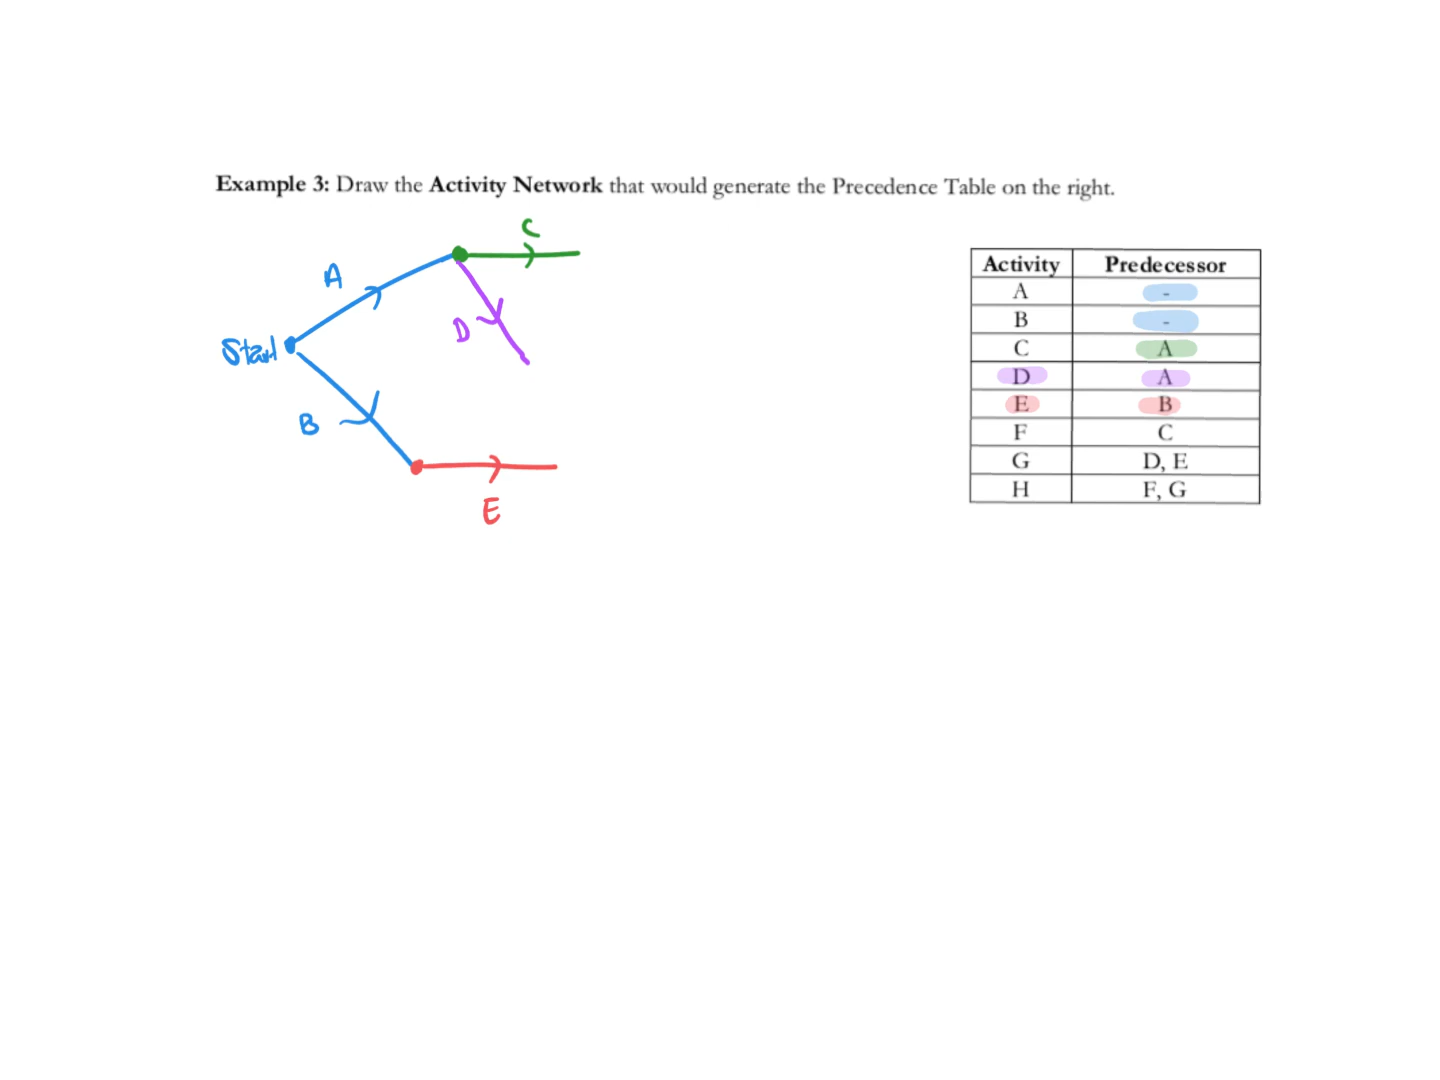 Example 3: Draw the Activity Network that would generate the Precedence Table on the right.
C
A
D
Start
B
E
Activity Predecessor
A -
B -
C A
D A
E B
F C
G D, E
H F, G